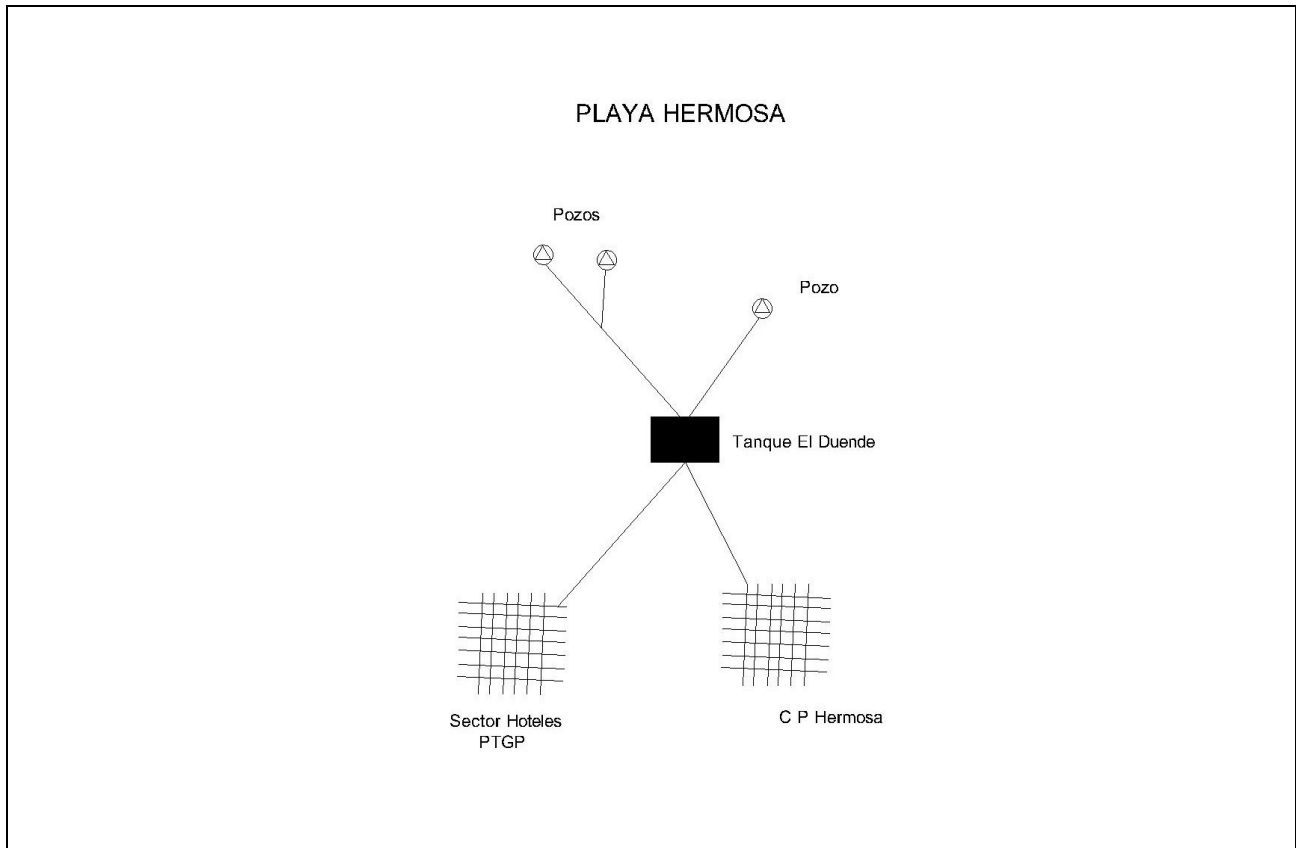 PLAYA HERMOSA
Pozos
Pozo
Tanque El Duende
Sector Hoteles
PTGP
C P Hermosa